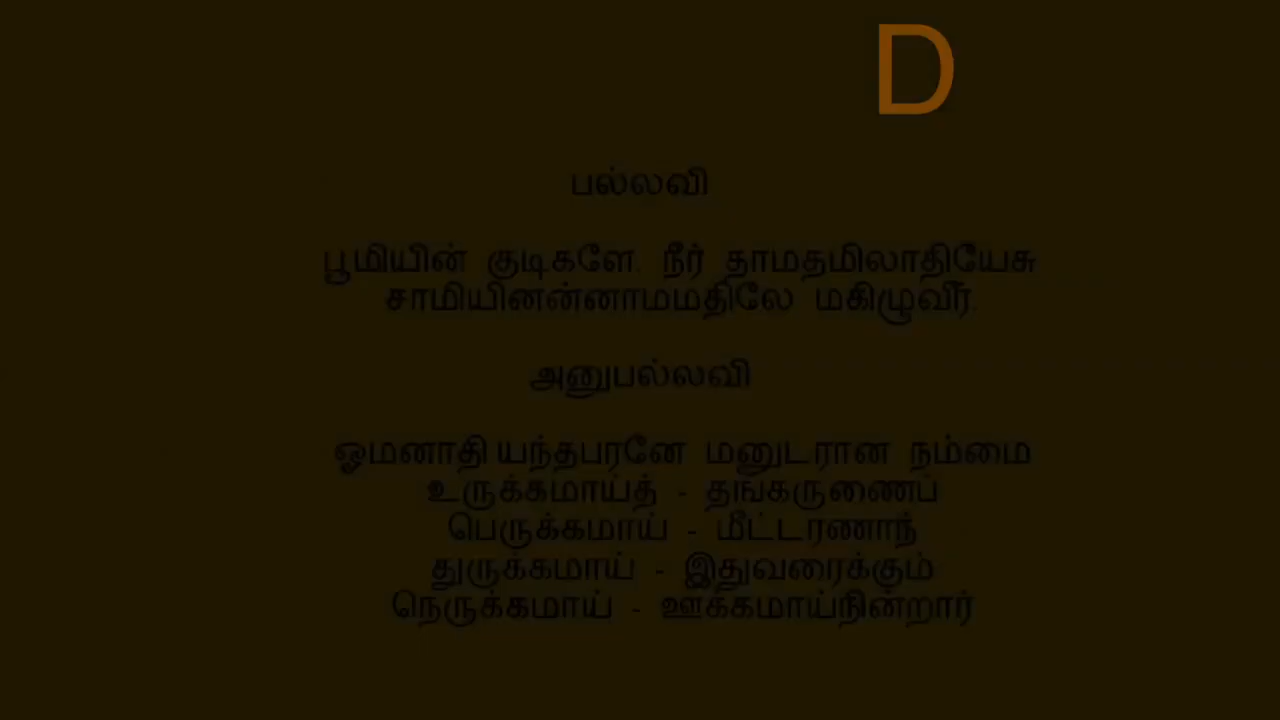 D
பல்லவி
பூமியின் குடிகளே. நீர் தாமதமிலாதியேசு
சாமியினன்னாமமதிலே மகிழுவீர்.
அனுபல்லவி
ஓமனாதி யந்தபரனே மனுடரான நம்மை
உருக்கமாய்த் - தங்கருணைப்
பெருக்கமாய் - மீட்டரணாந்
துருக்கமாய் - இதுவரைக்கும்
நெருக்கமாய் - ஊக்கமாய்நின்றார்